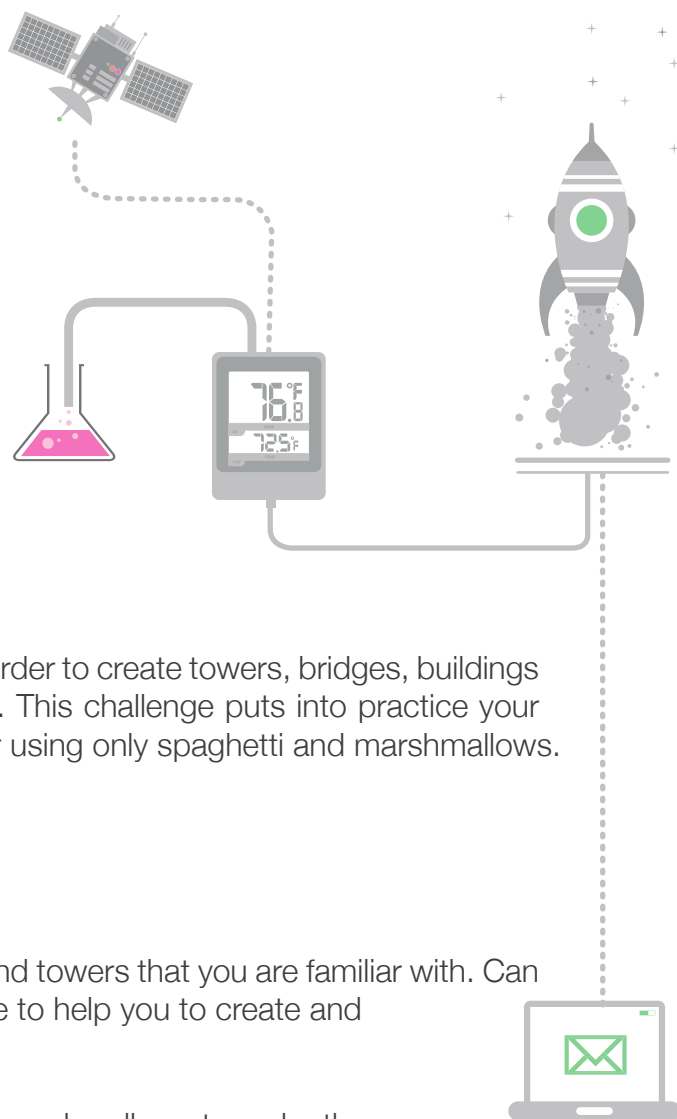 76.8 °F
72.5°F
rder to create towers, bridges, buildings
. This challenge puts into practice your
using only spaghetti and marshmallows.
nd towers that you are familiar with. Can
e to help you to create and